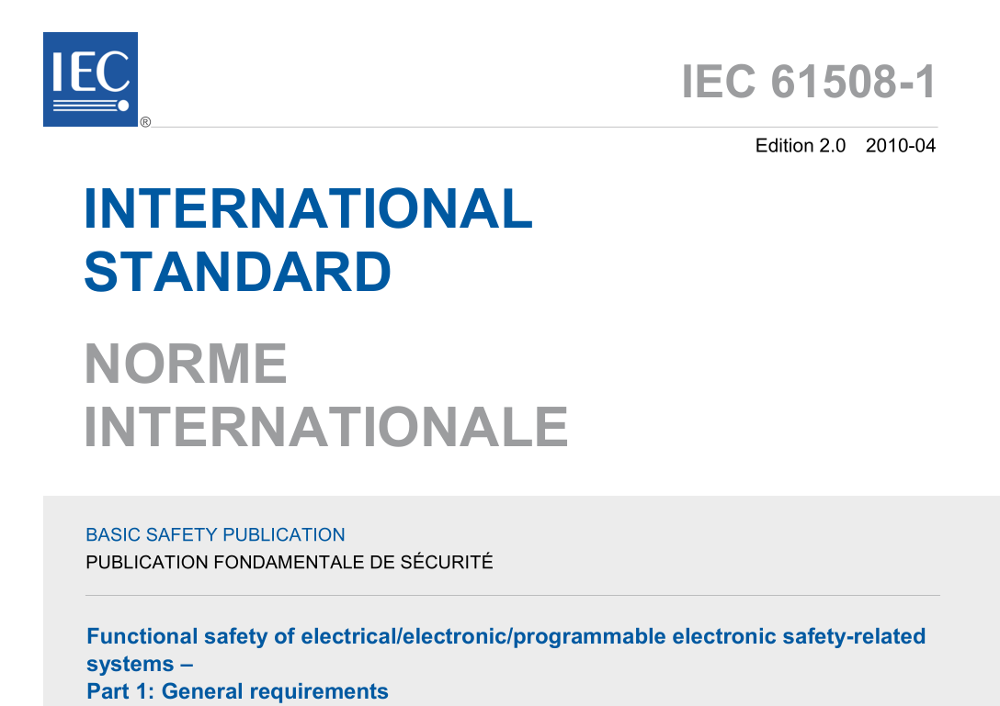 IEC
®
IEC 61508-1
Edition 2.0 2010-04
INTERNATIONAL
STANDARD
NORME
INTERNATIONALE
BASIC SAFETY PUBLICATION
PUBLICATION FONDAMENTALE DE SÉCURITÉ
Functional safety of electrical/electronic/programmable electronic safety-related
systems –
Part 1: General requirements